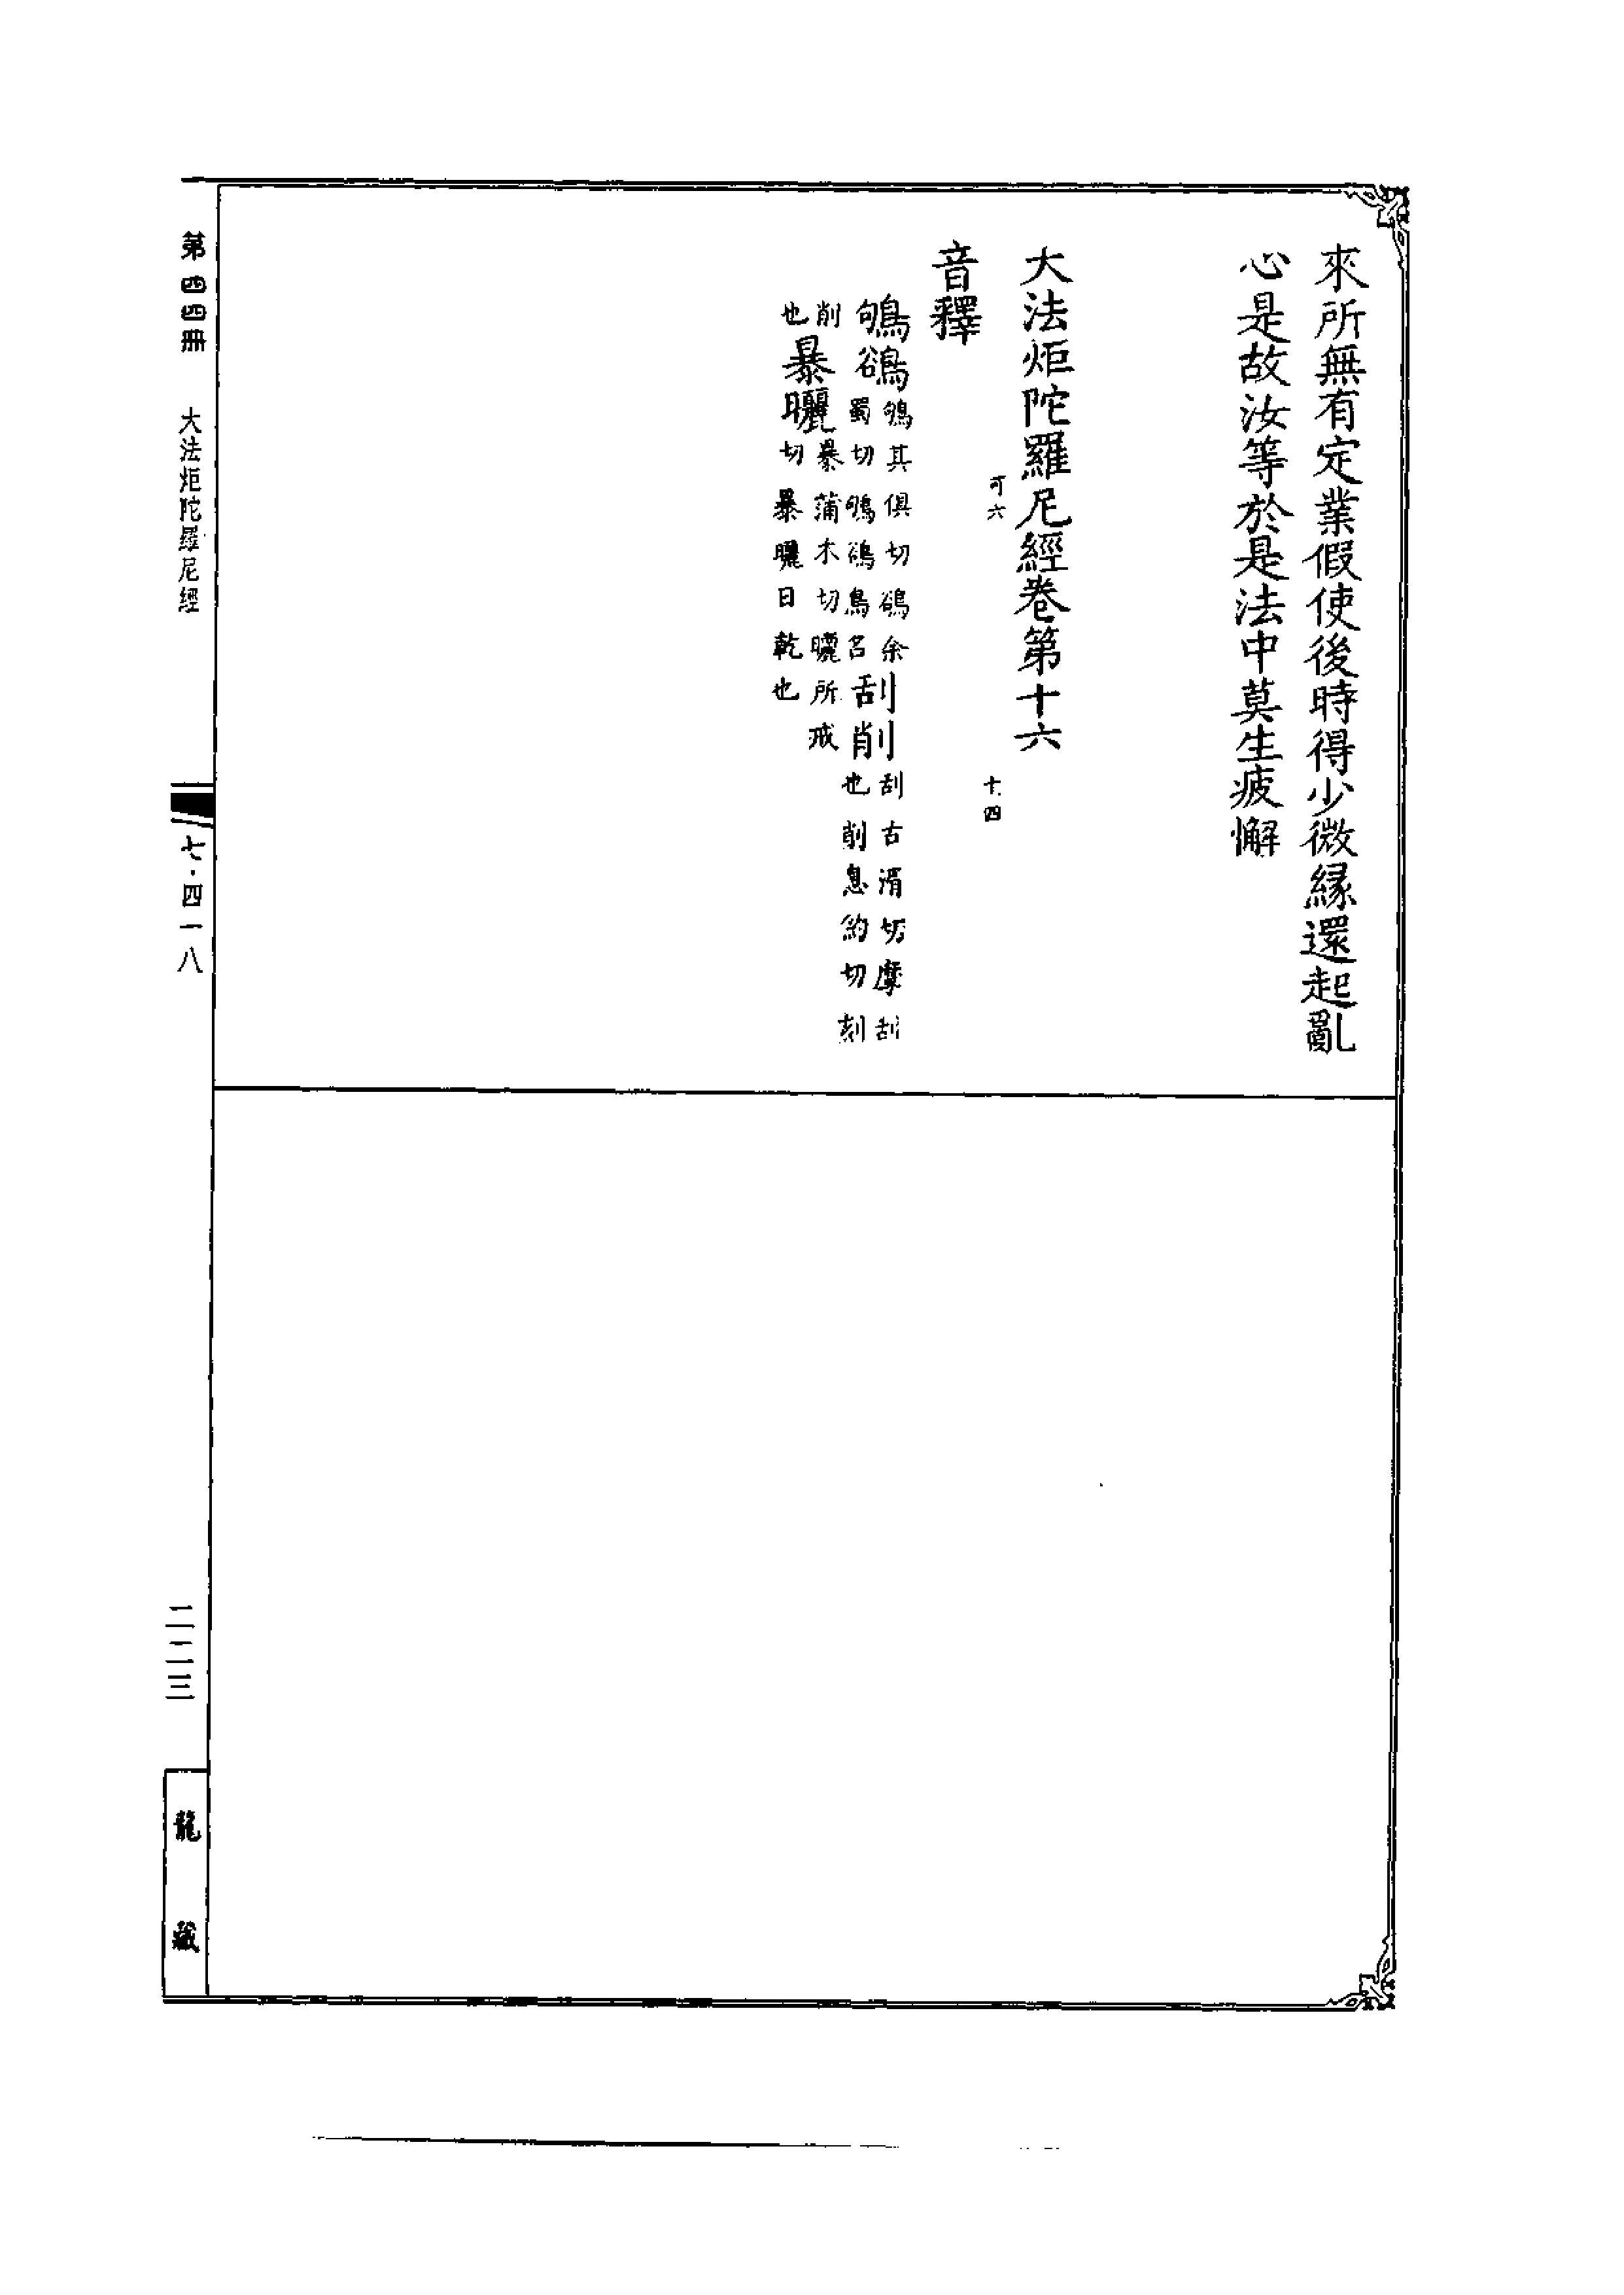 來所無有定業假使後時得少微緣還起亂
心是故汝等於是法中莫生疲懈
大法炬陀羅尼經卷第十六
可六
十四
音釋
鴝鵒鴝其俱切鵒余蜀切鴝鵒鳥名
刮削刮古滑切摩刮也削息約切刻削也
暴曬暴蒲木切曬所戒切暴曬日乾也
第四四冊 大法炬陀羅尼經
七·四一八
二二三
龍藏